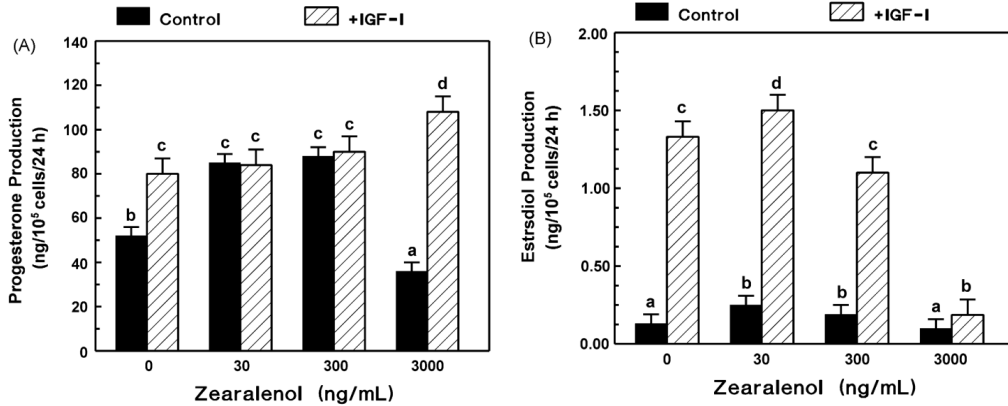 Control +IGF-I
(A)
Progesterone Production
(ng/10⁵ cells/24 h)
140
120
100
80
60
40
20
0
b c c c c c a d
0 30 300 3000
Zearalenol (ng/mL)
Control +IGF-I
(B)
Estrsdiol Production
(ng/10⁵ cells/24 h)
2.00
1.50
1.00
0.50
0.00
a c b d b c a b
0 30 300 3000
Zearalenol (ng/mL)